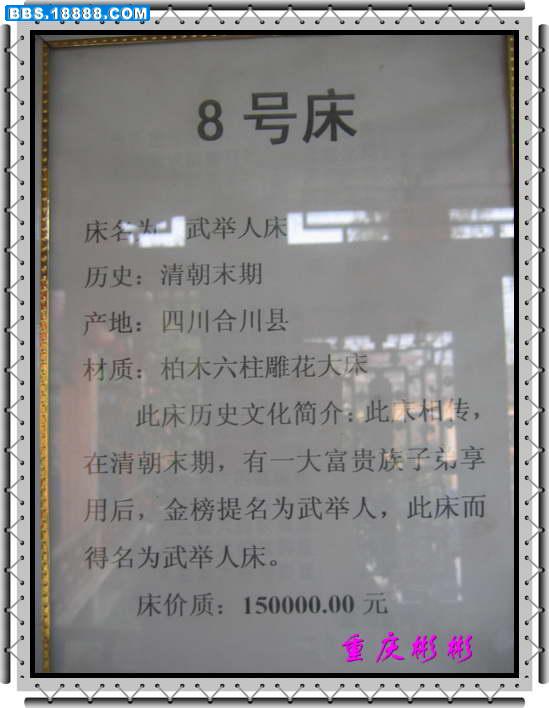 BBS.18888.COM
8号床
床名为 武举人床
历史：清朝末期
产地：四川合川县
材质：柏木六柱雕花大床
此床历史文化简介：此床相传，
在清朝末期，有一大富贵族子弟享
用后，金榜提名为武举人，此床而
得名为武举人床。
床价质：150000.00 元
重庆彬彬